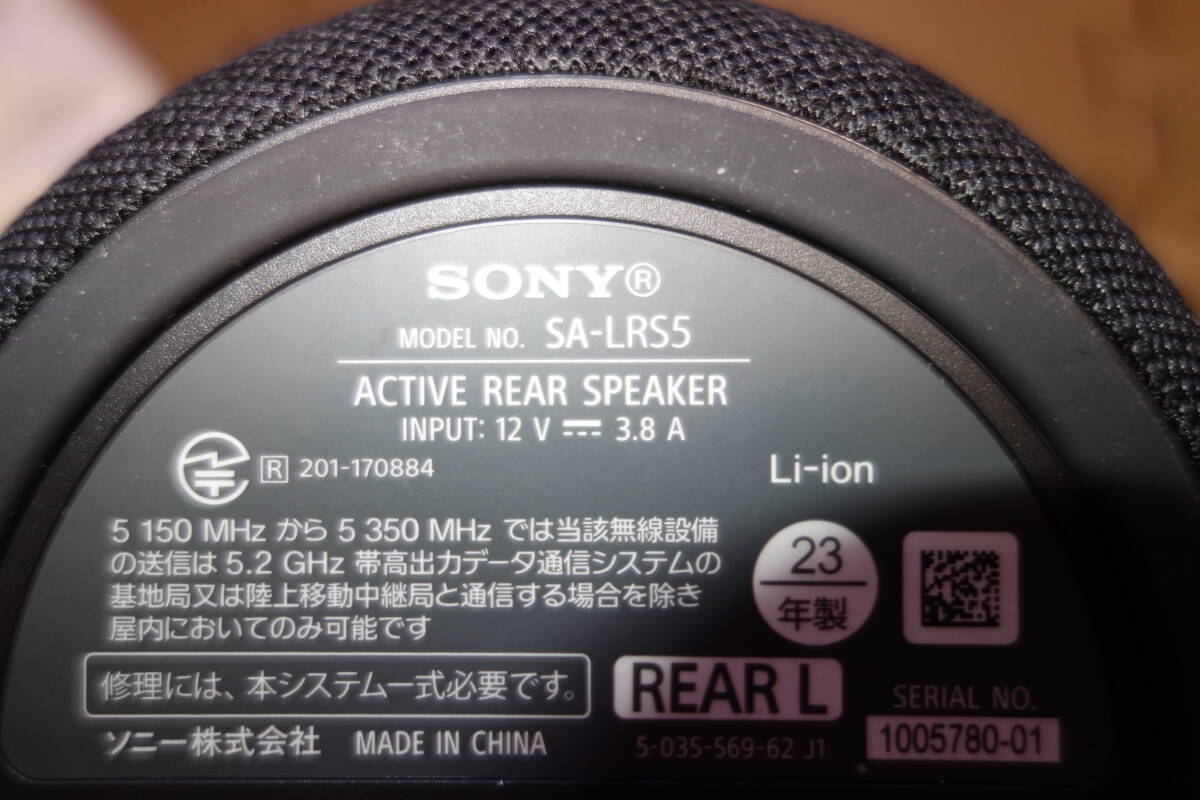 SONY®
MODEL NO. SA-LRS5
ACTIVE REAR SPEAKER
INPUT: 12 V ⎓ 3.8 A
R 201-170884
Li-ion
5 150 MHz から 5 350 MHz では当該無線設備
の送信は 5.2 GHz 帯高出力データ通信システムの
基地局又は陸上移動中継局と通信する場合を除き
屋内においてのみ可能です
23
年製
修理には、本システム一式必要です。
REAR L
SERIAL NO.
1005780-01
ソニー株式会社 MADE IN CHINA
5-035-569-62 J1